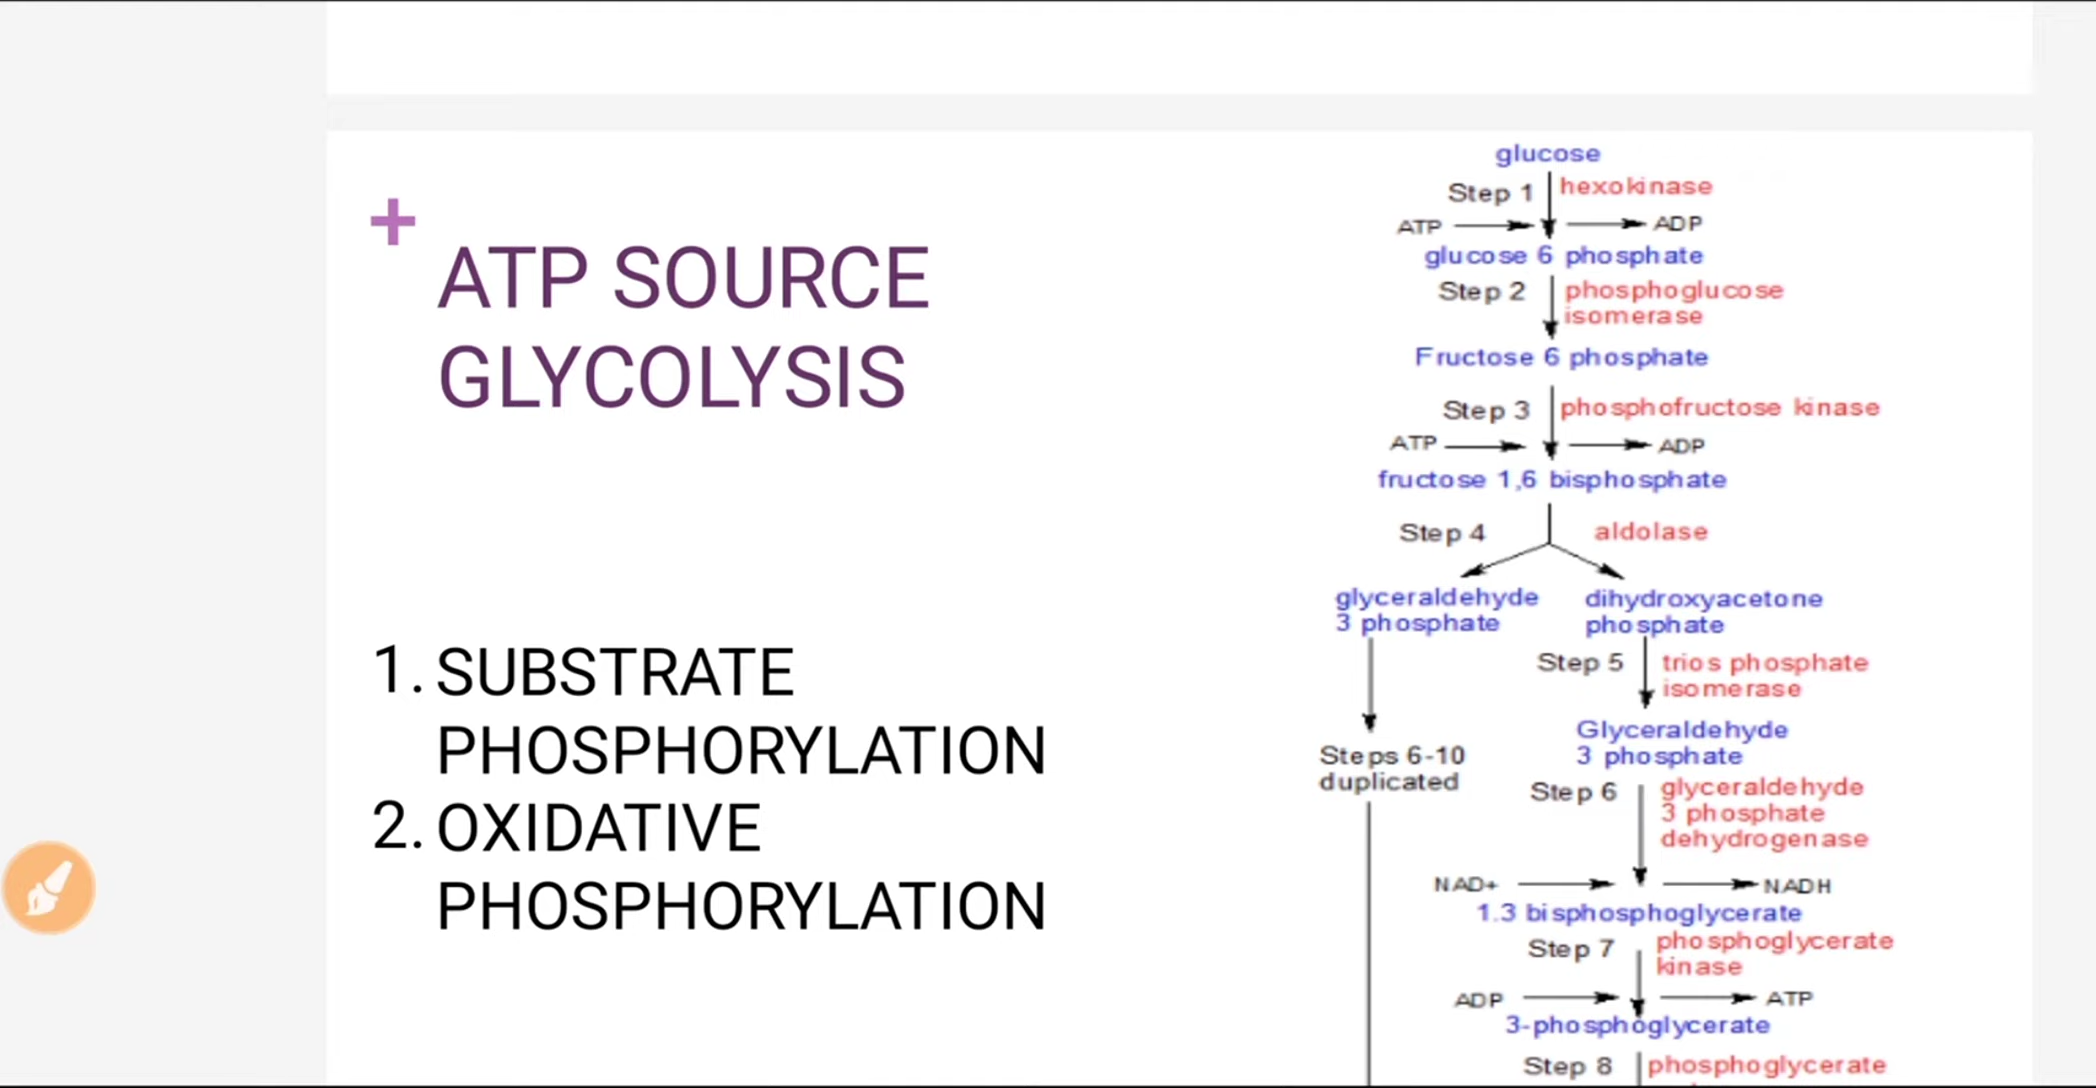 +
ATP SOURCE
GLYCOLYSIS
1. SUBSTRATE
PHOSPHORYLATION
2. OXIDATIVE
PHOSPHORYLATION
glucose
Step 1 hexokinase
ATP ADP
glucose 6 phosphate
Step 2 phosphoglucose
isomerase
Fructose 6 phosphate
Step 3 phosphofructose kinase
ATP ADP
fructose 1,6 bisphosphate
Step 4 aldolase
glyceraldehyde dihydroxyacetone
3 phosphate phosphate
Step 5 trios phosphate
isomerase
Glyceraldehyde
Steps 6-10 3 phosphate
duplicated
Step 6 glyceraldehyde
3 phosphate
dehydrogenase
NAD+ NADH
1.3 bisphosphoglycerate
Step 7 phosphoglycerate
kinase
ADP ATP
3-phosphoglycerate
Step 8 phosphoglycerate